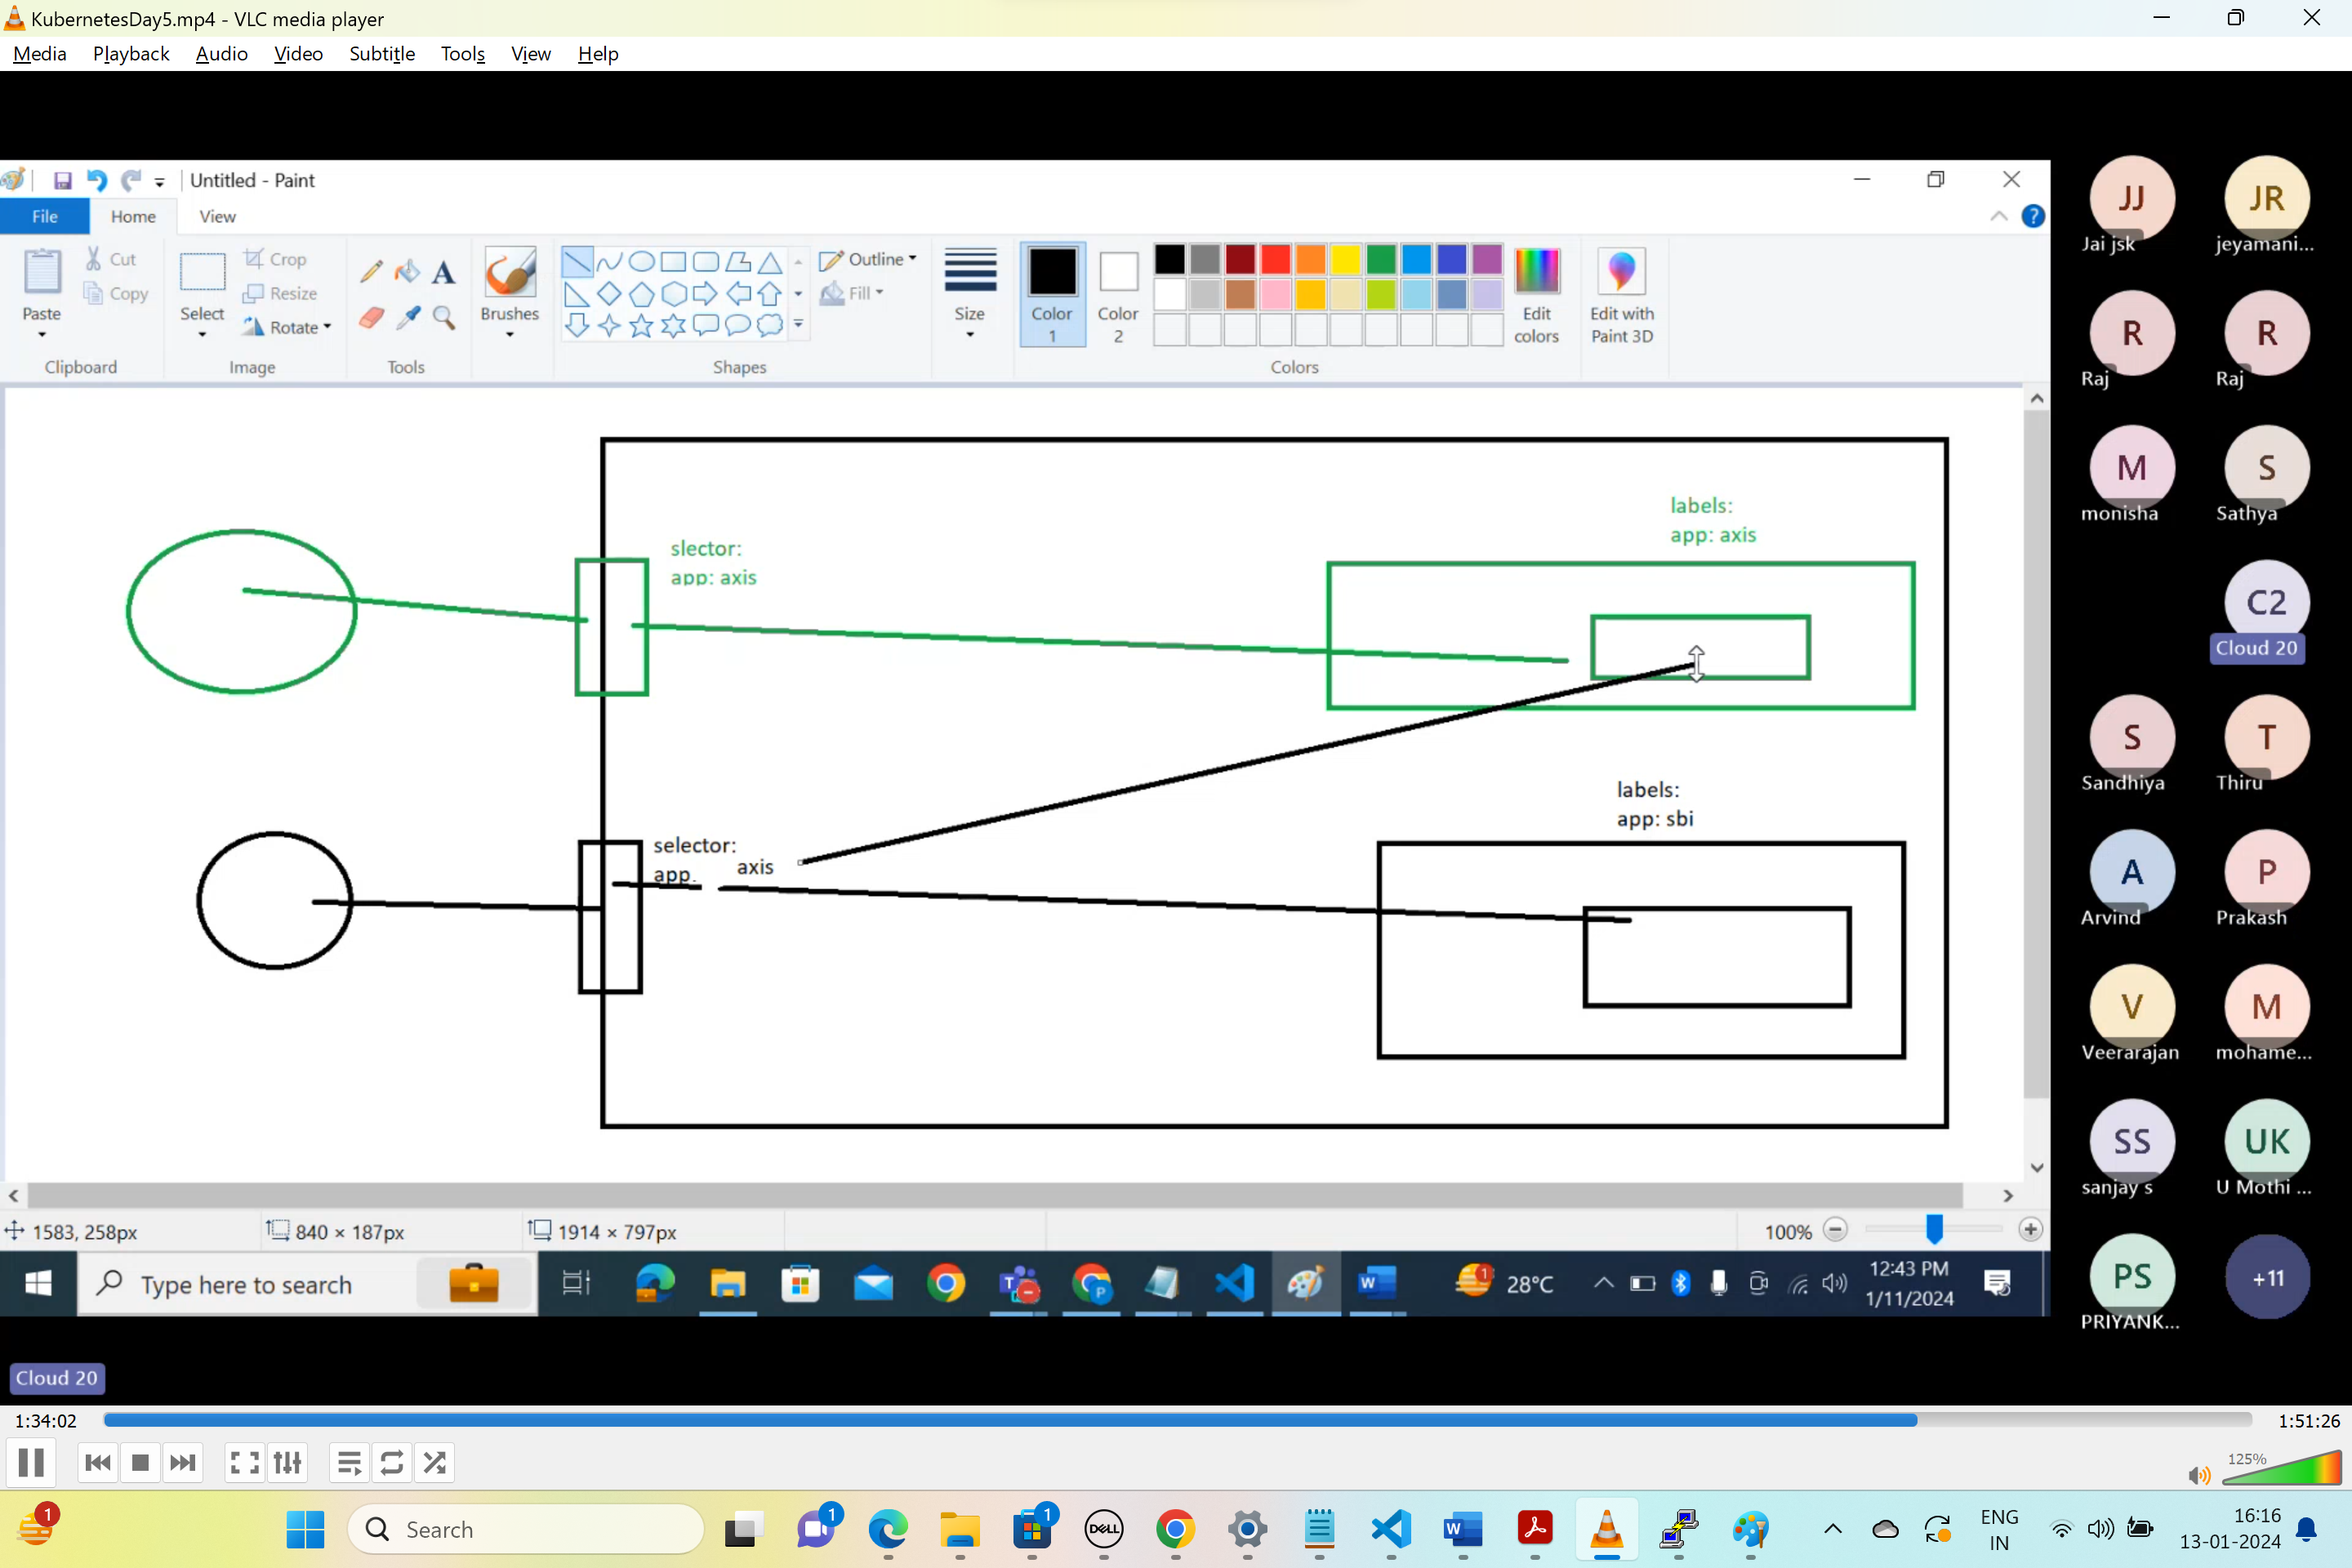 KubernetesDay5.mp4 - VLC media player
Media Playback Audio Video Subtitle Tools View Help
Untitled - Paint
File Home View
Paste
Cut
Copy
Clipboard
Select
Crop
Resize
Rotate
Image
Tools
Brushes
Shapes
Outline
Fill
Size
Color 1
Color 2
Colors
Edit colors
Edit with Paint 3D
labels:
app: axis
slector:
app: axis
labels:
app: sbi
selector:
app. axis
1583, 258px
840 × 187px
1914 × 797px
100%
Type here to search
28°C
1
12:43 PM
1/11/2024
JJ JR
Jai jsk jeyamani...
R R
Raj Raj
M S
monisha Sathya
C2
Cloud 20
S T
Sandhiya Thiru
A P
Arvind Prakash
V M
Veerarajan mohame...
SS UK
sanjay s U Mothi ...
PS +11
PRIYANK...
Cloud 20
1:34:02 1:51:26
125%
1
Search
1
1
DELL
ENG
IN
16:16
13-01-2024